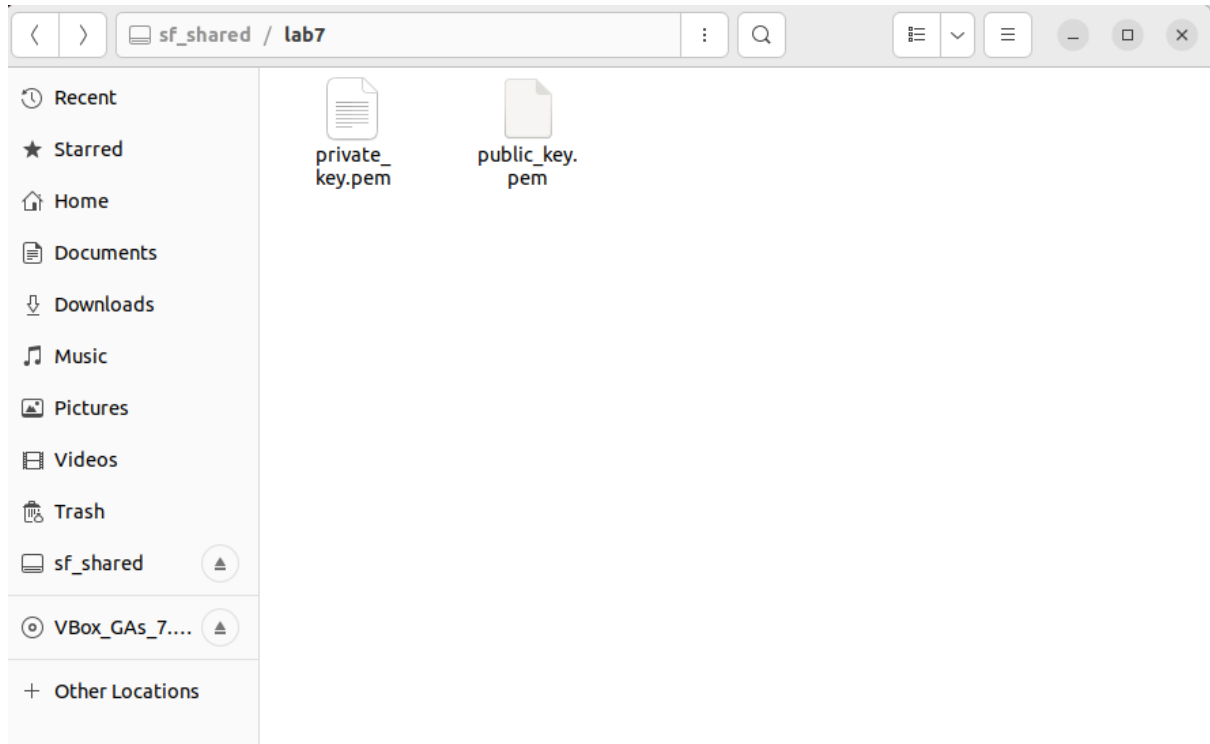 sf_shared / lab7
Recent
Starred
Home
Documents
Downloads
Music
Pictures
Videos
Trash
sf_shared
VBox_GAs_7....
Other Locations
private_
key.pem
public_key.
pem